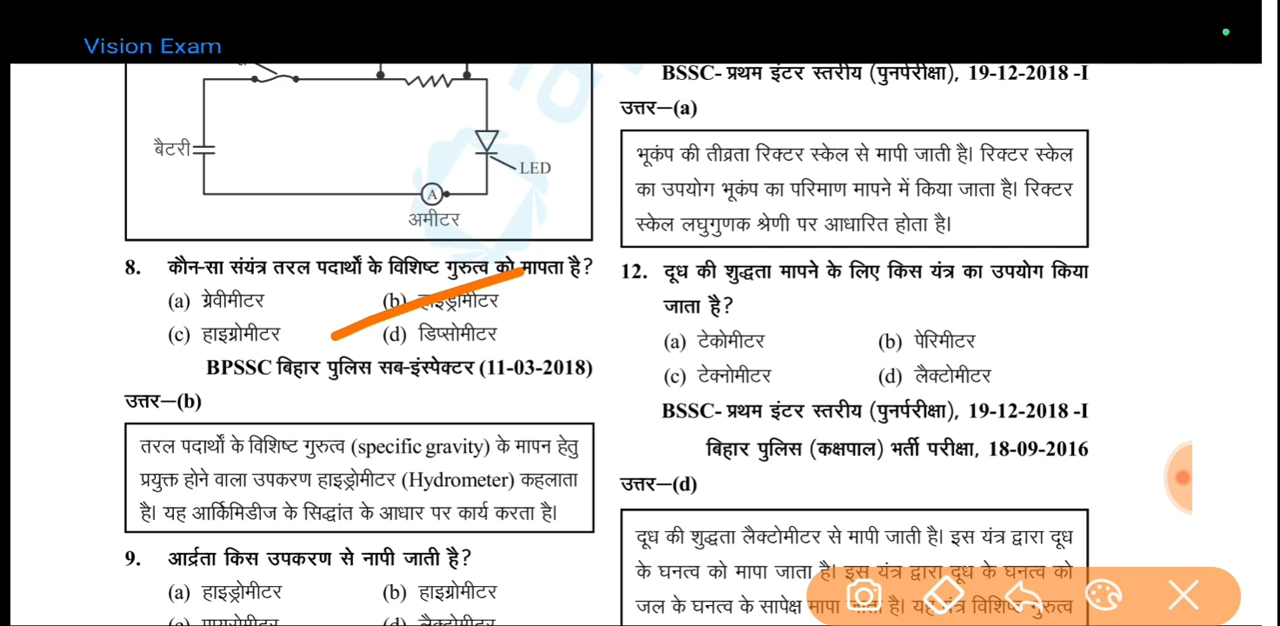 Vision Exam
बैटरी
LED
A
अमीटर
8. कौन-सा संयंत्र तरल पदार्थों के विशिष्ट गुरुत्व को मापता है?
(a) ग्रेवीमीटर (b) हाइड्रोमीटर
(c) हाइग्रोमीटर (d) डिप्सोमीटर
BPSSC बिहार पुलिस सब-इंस्पेक्टर (11-03-2018)
उत्तर—(b)
तरल पदार्थों के विशिष्ट गुरुत्व (specific gravity) के मापन हेतु
प्रयुक्त होने वाला उपकरण हाइड्रोमीटर (Hydrometer) कहलाता
है। यह आर्किमिडीज के सिद्धांत के आधार पर कार्य करता है।
9. आर्द्रता किस उपकरण से नापी जाती है?
(a) हाइड्रोमीटर (b) हाइग्रोमीटर
BSSC- प्रथम इंटर स्तरीय (पुनर्परीक्षा), 19-12-2018 -I
उत्तर—(a)
भूकंप की तीव्रता रिक्टर स्केल से मापी जाती है। रिक्टर स्केल
का उपयोग भूकंप का परिमाण मापने में किया जाता है। रिक्टर
स्केल लघुगुणक श्रेणी पर आधारित होता है।
12. दूध की शुद्धता मापने के लिए किस यंत्र का उपयोग किया
जाता है?
(a) टेकोमीटर (b) पेरिमीटर
(c) टेक्नोमीटर (d) लैक्टोमीटर
BSSC- प्रथम इंटर स्तरीय (पुनर्परीक्षा), 19-12-2018 -I
बिहार पुलिस (कक्षपाल) भर्ती परीक्षा, 18-09-2016
उत्तर—(d)
दूध की शुद्धता लैक्टोमीटर से मापी जाती है। इस यंत्र द्वारा दूध
के घनत्व को मापा जाता है। इस यंत्र द्वारा दूध के घनत्व को
जल के घनत्व के सापेक्ष मापा जाता है। यह यंत्र विशिष्ट गुरुत्व